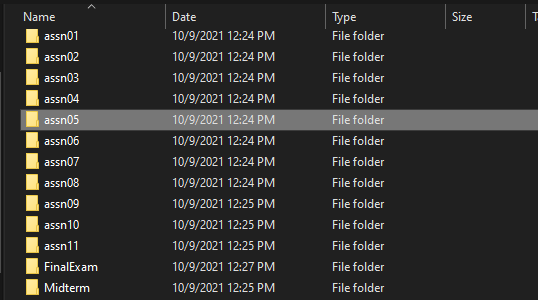 Name Date Type Size
assn01 10/9/2021 12:24 PM File folder
assn02 10/9/2021 12:24 PM File folder
assn03 10/9/2021 12:24 PM File folder
assn04 10/9/2021 12:24 PM File folder
assn05 10/9/2021 12:24 PM File folder
assn06 10/9/2021 12:24 PM File folder
assn07 10/9/2021 12:24 PM File folder
assn08 10/9/2021 12:24 PM File folder
assn09 10/9/2021 12:25 PM File folder
assn10 10/9/2021 12:25 PM File folder
assn11 10/9/2021 12:25 PM File folder
FinalExam 10/9/2021 12:27 PM File folder
Midterm 10/9/2021 12:25 PM File folder